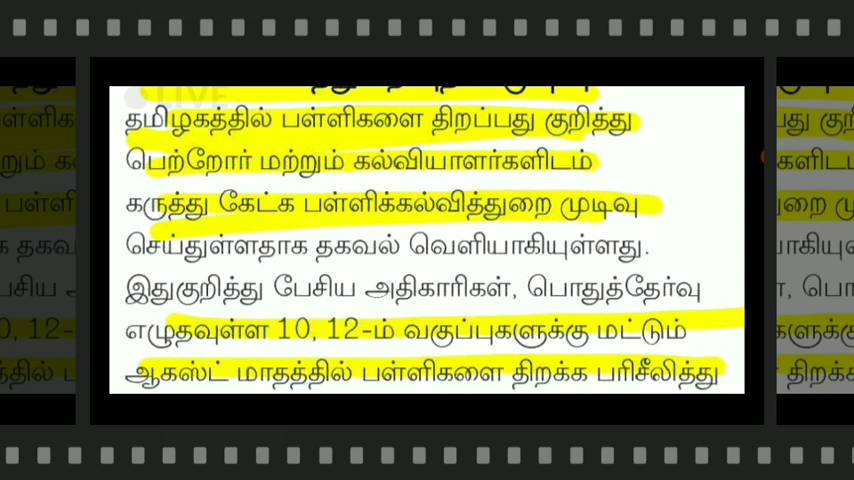 தமிழகத்தில் பள்ளிகளை திறப்பது குறித்து
பெற்றோர் மற்றும் கல்வியாளர்களிடம்
கருத்து கேட்க பள்ளிக்கல்வித்துறை முடிவு
செய்துள்ளதாக தகவல் வெளியாகியுள்ளது.
இதுகுறித்து பேசிய அதிகாரிகள், பொதுத்தேர்வு
எழுதவுள்ள 10, 12-ம் வகுப்புகளுக்கு மட்டும்
ஆகஸ்ட் மாதத்தில் பள்ளிகளை திறக்க பரிசீலித்து